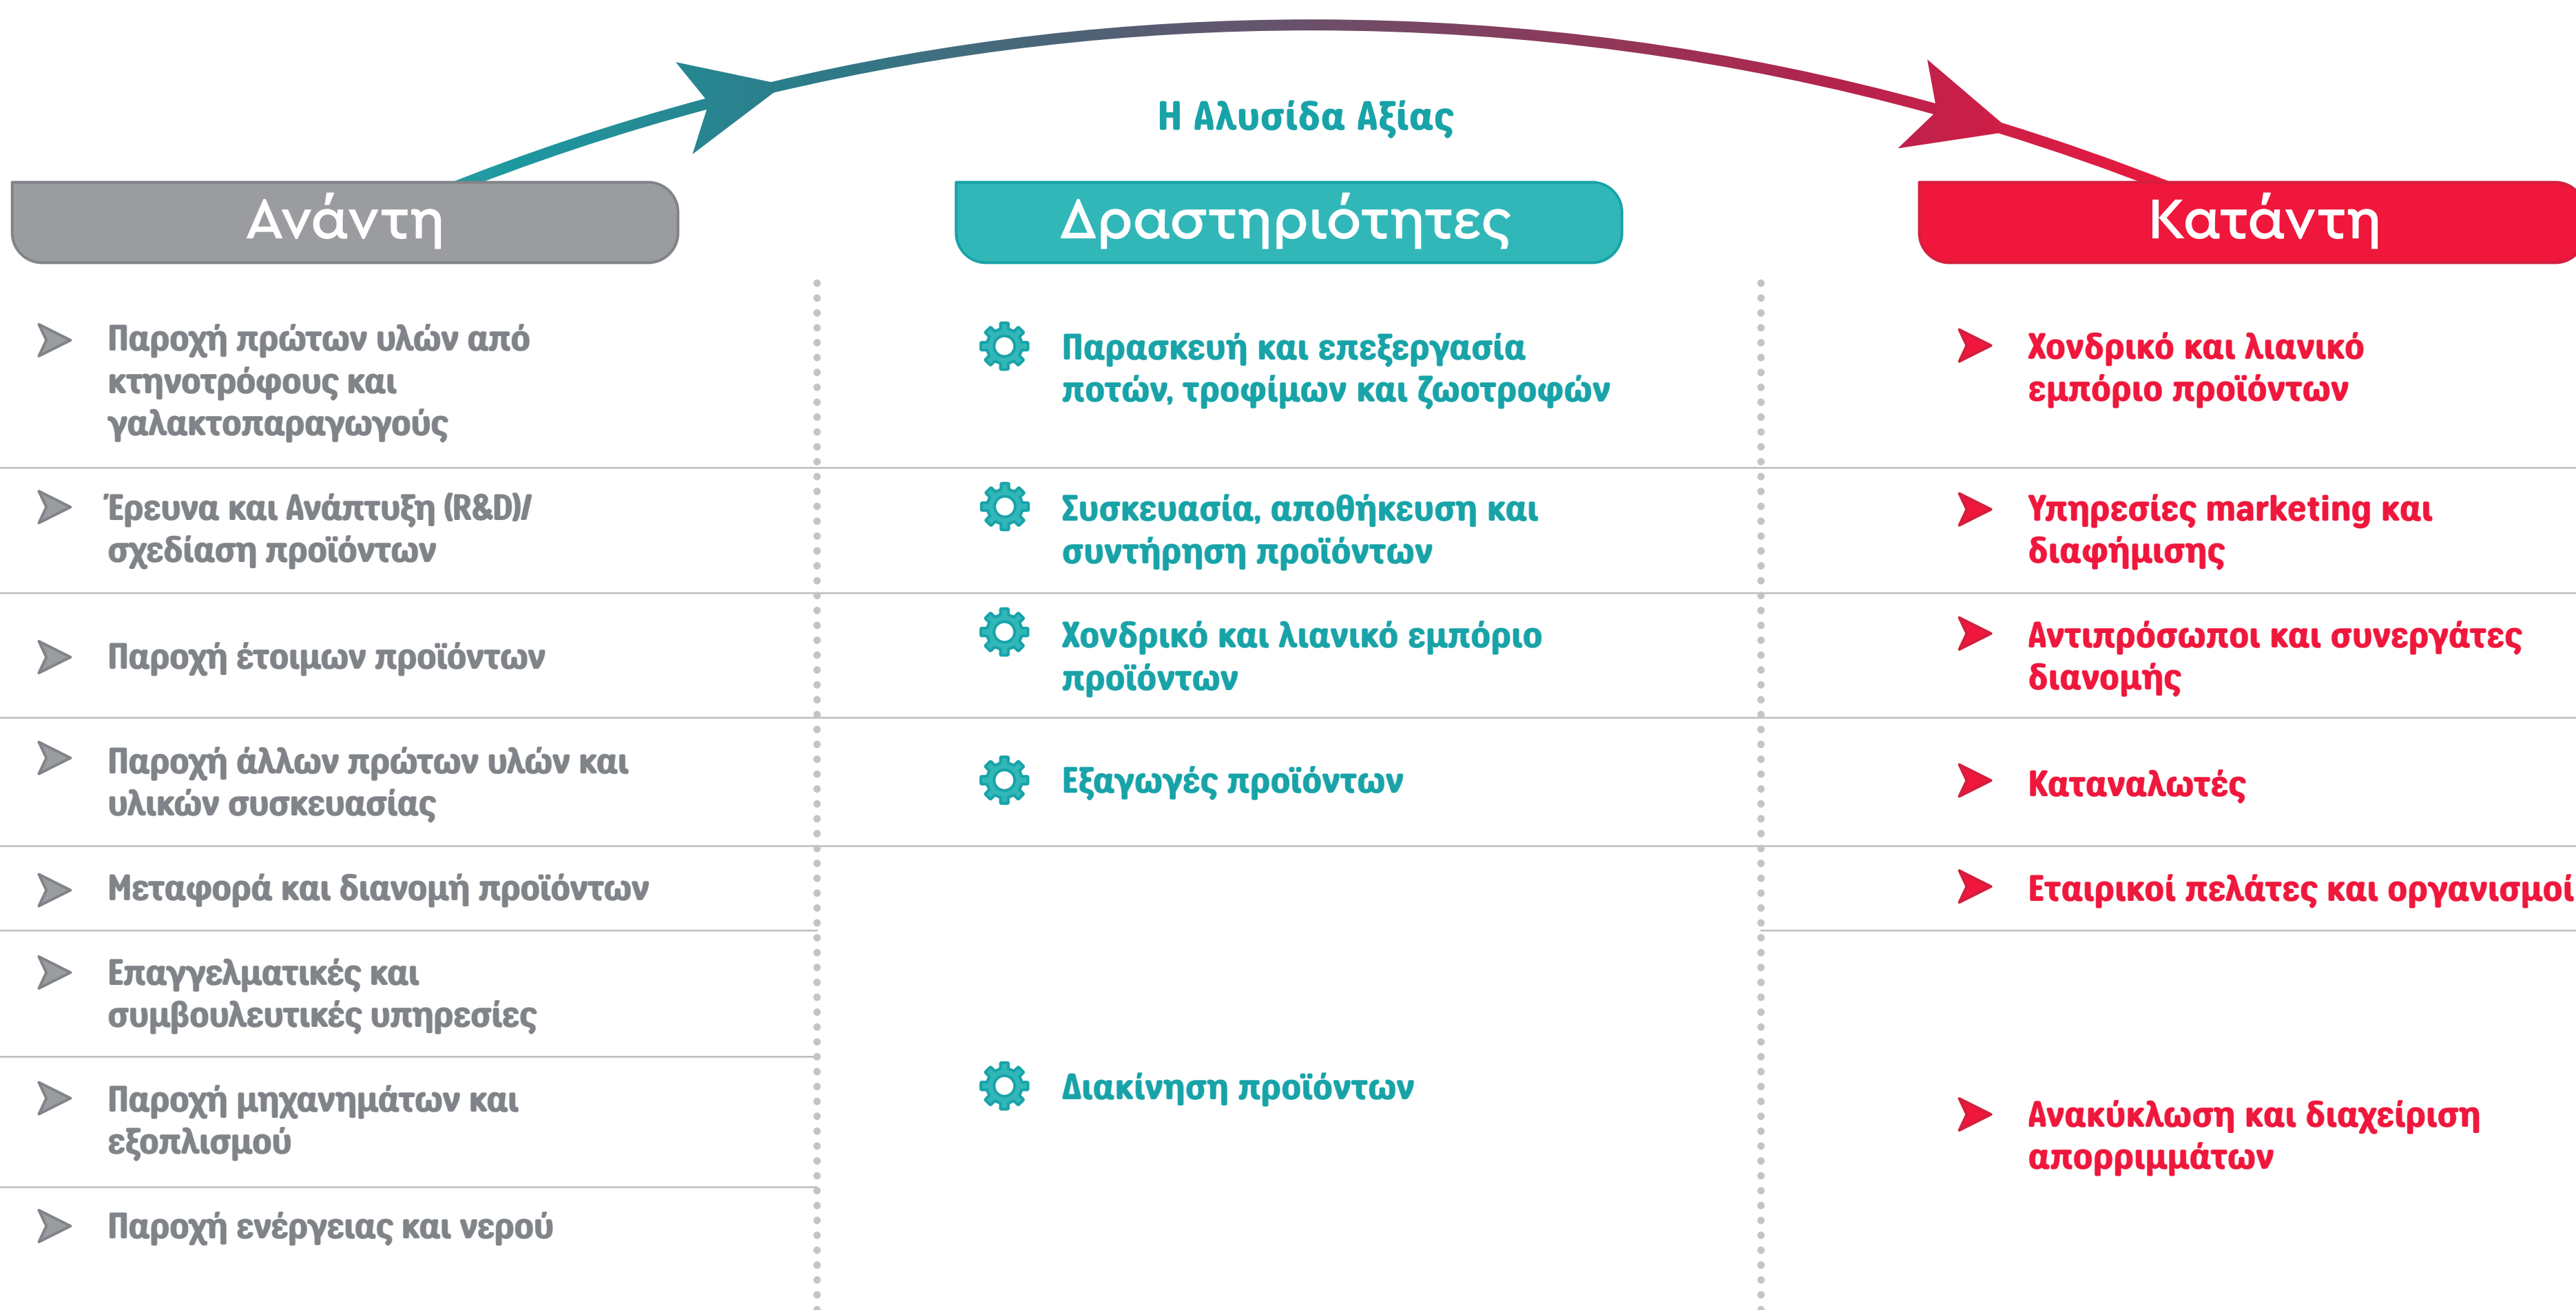 Η Αλυσίδα Αξίας
Ανάντη
Παροχή πρώτων υλών από
κτηνοτρόφους και
γαλακτοπαραγωγούς
Έρευνα και Ανάπτυξη (R&D)/
σχεδίαση προϊόντων
Παροχή έτοιμων προϊόντων
Παροχή άλλων πρώτων υλών και
υλικών συσκευασίας
Μεταφορά και διανομή προϊόντων
Επαγγελματικές και
συμβουλευτικές υπηρεσίες
Παροχή μηχανημάτων και
εξοπλισμού
Παροχή ενέργειας και νερού
Δραστηριότητες
Παρασκευή και επεξεργασία
ποτών, τροφίμων και ζωοτροφών
Συσκευασία, αποθήκευση και
συντήρηση προϊόντων
Χονδρικό και λιανικό εμπόριο
προϊόντων
Εξαγωγές προϊόντων
Διακίνηση προϊόντων
Κατάντη
Χονδρικό και λιανικό
εμπόριο προϊόντων
Υπηρεσίες marketing και
διαφήμισης
Αντιπρόσωποι και συνεργάτες
διανομής
Καταναλωτές
Εταιρικοί πελάτες και οργανισμοί
Ανακύκλωση και διαχείριση
απορριμμάτων